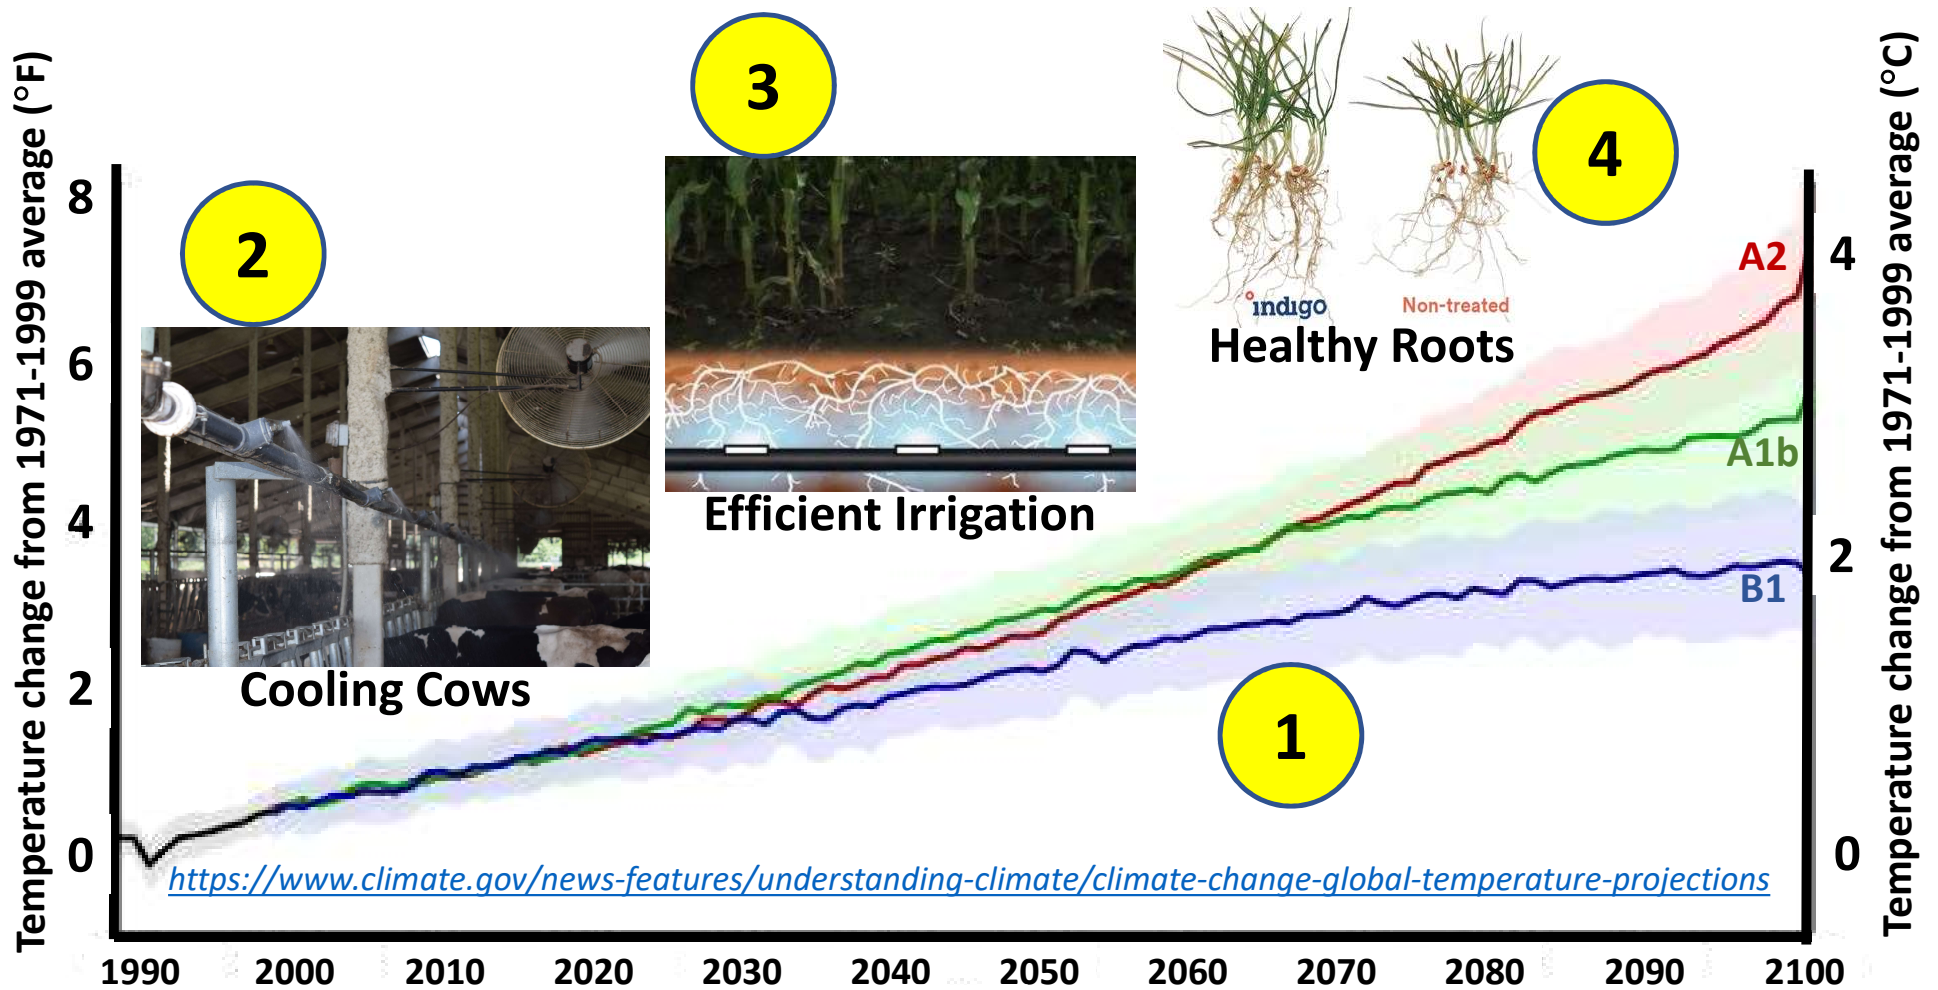 Temperature change from 1971-1999 average (°F)
8
6
4
2
0
2
Cooling Cows
3
Efficient Irrigation
indigo
Non-treated
Healthy Roots
4
A2
A1b
B1
1
https://www.climate.gov/news-features/understanding-climate/climate-change-global-temperature-projections
1990 2000 2010 2020 2030 2040 2050 2060 2070 2080 2090 2100
4
2
0
Temperature change from 1971-1999 average (°C)